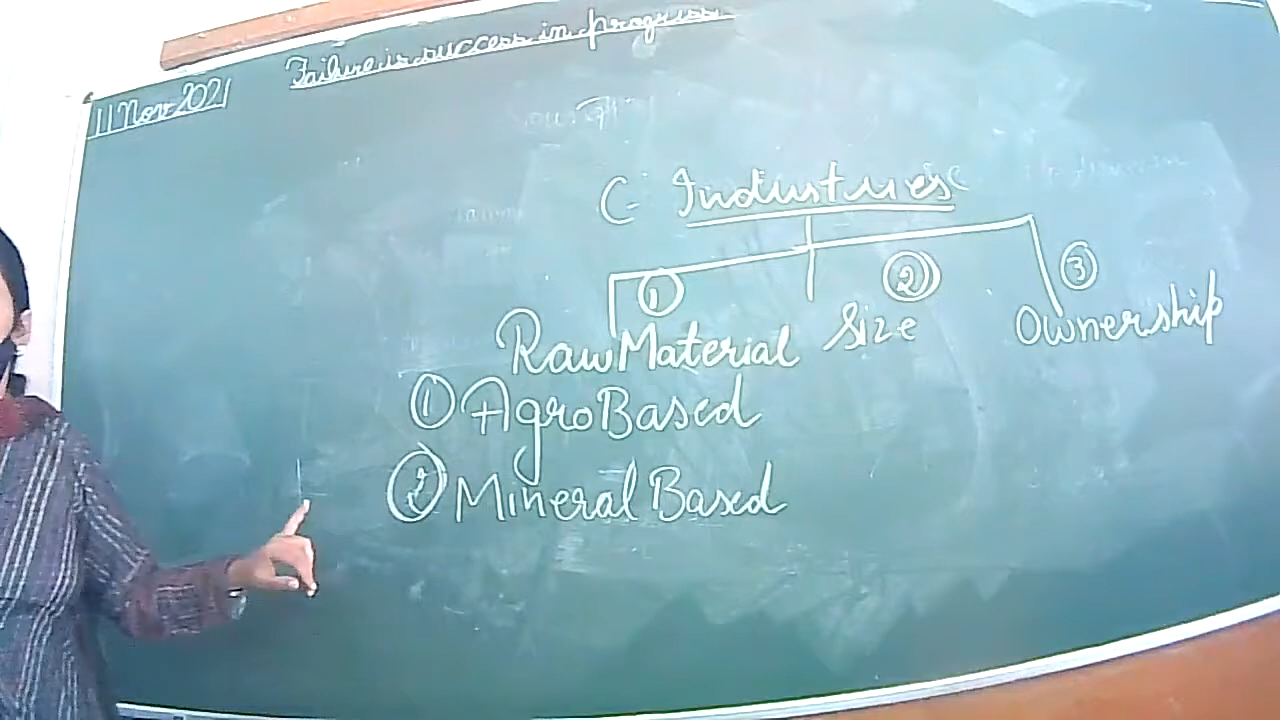 Failure is success in progress
11 Nov 2021
C Industries
① ② ③
Raw Material Size Ownership
① Agro Based
② Mineral Based